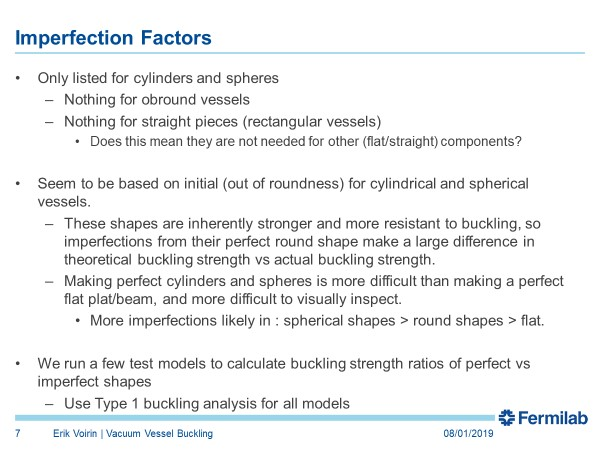 Imperfection Factors
• Only listed for cylinders and spheres
– Nothing for obround vessels
– Nothing for straight pieces (rectangular vessels)
• Does this mean they are not needed for other (flat/straight) components?
• Seem to be based on initial (out of roundness) for cylindrical and spherical
vessels.
– These shapes are inherently stronger and more resistant to buckling, so
imperfections from their perfect round shape make a large difference in
theoretical buckling strength vs actual buckling strength.
– Making perfect cylinders and spheres is more difficult than making a perfect
flat plat/beam, and more difficult to visually inspect.
• More imperfections likely in : spherical shapes > round shapes > flat.
• We run a few test models to calculate buckling strength ratios of perfect vs
imperfect shapes
– Use Type 1 buckling analysis for all models
Fermilab
7 Erik Voirin | Vacuum Vessel Buckling 08/01/2019